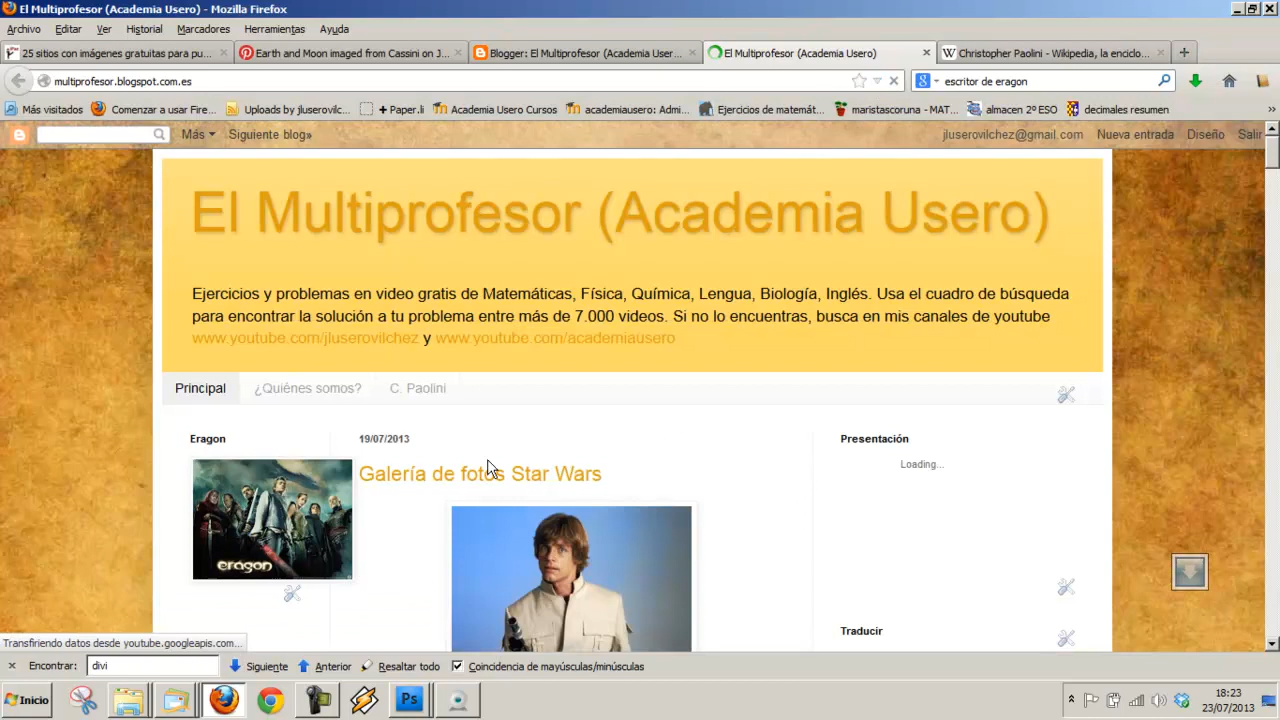 El Multiprofesor (Academia Usero) - Mozilla Firefox
Archivo Editar Ver Historial Marcadores Herramientas Ayuda
25 sitios con imágenes gratuitas para pu... Earth and Moon imaged from Cassini on J... Blogger: El Multiprofesor (Academia User... El Multiprofesor (Academia Usero) Christopher Paolini - Wikipedia, la enciclo...
multiprofesor.blogspot.com.es escritor de eragon
Más visitados Comenzar a usar Fire... Uploads by jluserovilc... + Paper.li Academia Usero Cursos academiausero: Admi... Ejercicios de matemát... maristascoruna - MAT... almacen 2º ESO decimales resumen
Más Siguiente blog» jluserovilchez@gmail.com Nueva entrada Diseño Salir
El Multiprofesor (Academia Usero)
Ejercicios y problemas en video gratis de Matemáticas, Física, Química, Lengua, Biología, Inglés. Usa el cuadro de búsqueda
para encontrar la solución a tu problema entre más de 7.000 videos. Si no lo encuentras, busca en mis canales de youtube
www.youtube.com/jluserovilchez y www.youtube.com/academiausero
Principal ¿Quiénes somos? C. Paolini
Eragon 19/07/2013 Presentación
Loading...
Galería de fotos Star Wars
eragon
Traducir
Transfiriendo datos desde youtube.googleapis.com...
Encontrar: divi Siguiente Anterior Resaltar todo Coincidencia de mayúsculas/minúsculas
Inicio Ps 18:23
23/07/2013